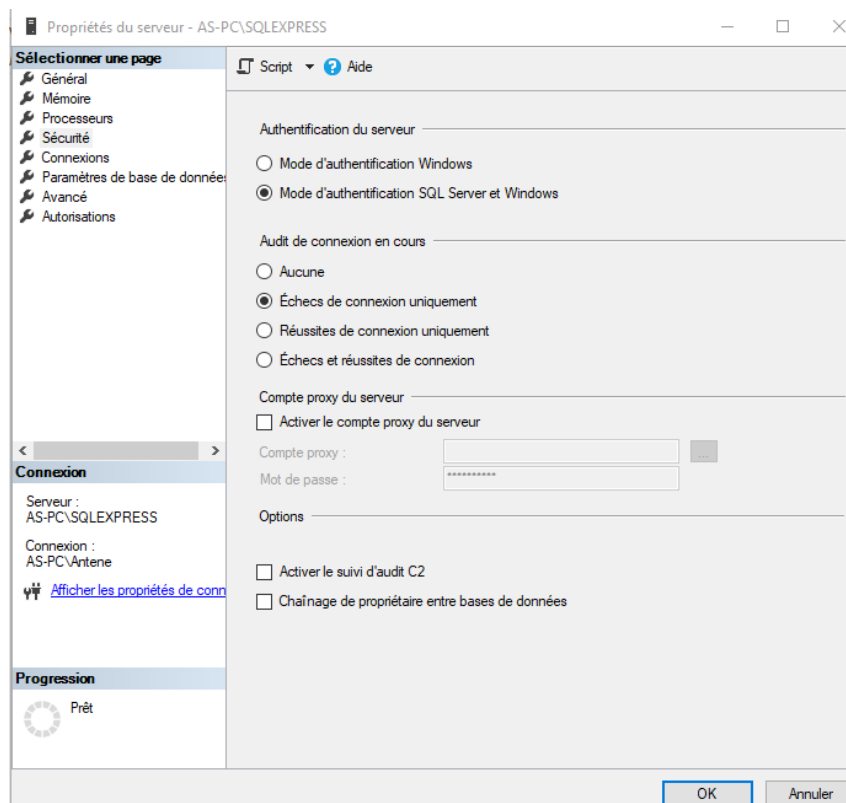 Propriétés du serveur - AS-PC\SQLEXPRESS
Sélectionner une page
Général
Mémoire
Processeurs
Sécurité
Connexions
Paramètres de base de données
Avancé
Autorisations
Script
Aide
Authentification du serveur
Mode d'authentification Windows
Mode d'authentification SQL Server et Windows
Audit de connexion en cours
Aucune
Échecs de connexion uniquement
Réussites de connexion uniquement
Échecs et réussites de connexion
Compte proxy du serveur
Activer le compte proxy du serveur
Compte proxy :
...
Mot de passe :
**********
Options
Activer le suivi d'audit C2
Chaînage de propriétaire entre bases de données
Connexion
Serveur :
AS-PC\SQLEXPRESS
Connexion :
AS-PC\Antene
Afficher les propriétés de conn
Progression
Prêt
OK
Annuler